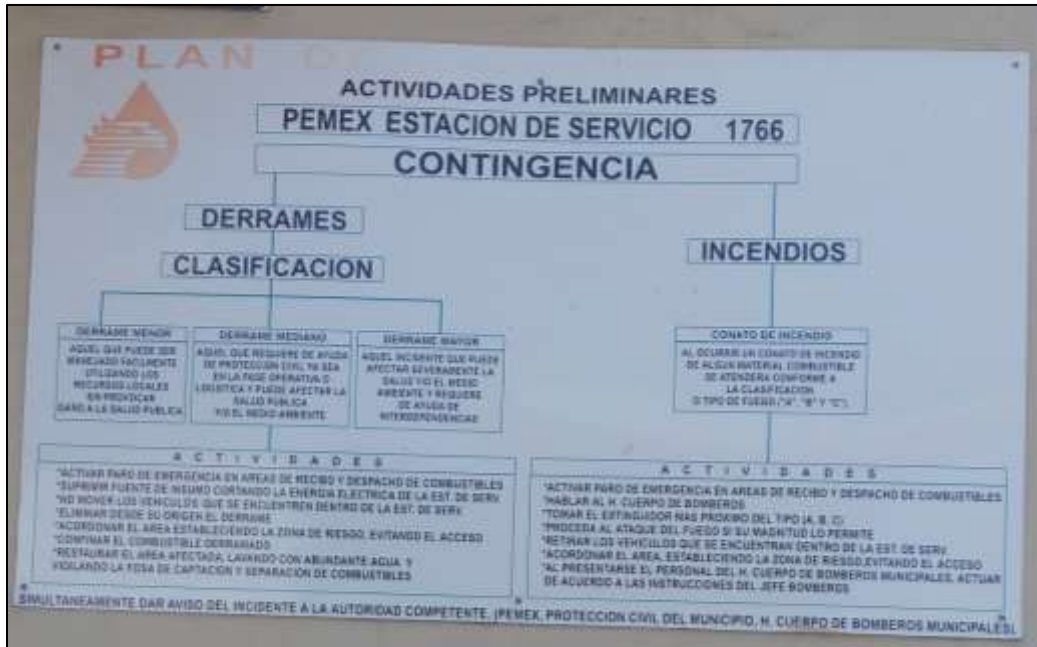 PLAN DE
ACTIVIDADES PRELIMINARES
PEMEX ESTACION DE SERVICIO 1766
CONTINGENCIA
DERRAMES
CLASIFICACION
DERRAME MENOR
AQUEL QUE PUEDE SER
MANEJADO FACILMENTE
UTILIZANDO LOS
RECURSOS LOCALES
SIN PROVOCAR
DAÑO A LA SALUD PUBLICA
DERRAME MEDIANO
AQUEL QUE REQUIERE DE AYUDA
DE PROTECCION CIVIL YA SEA
EN LA FASE OPERATIVA O
LOGISTICA Y PUEDE AFECTAR LA
SALUD PUBLICA
Y/O EL MEDIO AMBIENTE
DERRAME MAYOR
AQUEL INCIDENTE QUE PUEDE
AFECTAR SEVERAMENTE LA
SALUD Y/O EL MEDIO
AMBIENTE Y REQUIERE
DE AYUDA DE
INTERDEPENDENCIAS
A C T I V I D A D E S
*ACTIVAR PARO DE EMERGENCIA EN AREAS DE RECIBO Y DESPACHO DE COMBUSTIBLES
*SUPRIMIR FUENTE DE INSUMO CORTANDO LA ENERGIA ELECTRICA DE LA EST. DE SERV.
*NO MOVER LOS VEHICULOS QUE SE ENCUENTREN DENTRO DE LA EST. DE SERV.
*ELIMINAR DESDE SU ORIGEN EL DERRAME
*ACORDONAR EL AREA ESTABLECIENDO LA ZONA DE RIESGO, EVITANDO EL ACCESO
*CONFINAR EL COMBUSTIBLE DERRAMADO
*RESTAURAR EL AREA AFECTADA, LAVANDO CON ABUNDANTE AGUA Y
VIGILANDO LA FOSA DE CAPTACION Y SEPARACION DE COMBUSTIBLES
INCENDIOS
CONATO DE INCENDIO
AL OCURRIR UN CONATO DE INCENDIO
DE ALGUN MATERIAL COMBUSTIBLE
SE ATENDERA CONFORME A
LA CLASIFICACION
O TIPO DE FUEGO ("A", "B" Y "C")
A C T I V I D A D E S
*ACTIVAR PARO DE EMERGENCIA EN AREAS DE RECIBO Y DESPACHO DE COMBUSTIBLES
*HABLAR AL H. CUERPO DE BOMBEROS
*TOMAR EL EXTINGUIDOR MAS PROXIMO DEL TIPO (A, B, C)
*PROCEDA AL ATAQUE DEL FUEGO SI SU MAGNITUD LO PERMITE
*RETIRAR LOS VEHICULOS QUE SE ENCUENTRAN DENTRO DE LA EST. DE SERV.
*ACORDONAR EL AREA, ESTABLECIENDO LA ZONA DE RIESGO,EVITANDO EL ACCESO
*AL PRESENTARSE EL PERSONAL DEL H. CUERPO DE BOMBEROS MUNICIPALES, ACTUAR
DE ACUERDO A LAS INSTRUCCIONES DEL JEFE BOMBEROS
SIMULTANEAMENTE DAR AVISO DEL INCIDENTE A LA AUTORIDAD COMPETENTE. (PEMEX, PROTECCION CIVIL DEL MUNICIPIO, H. CUERPO DE BOMBEROS MUNICIPALES).